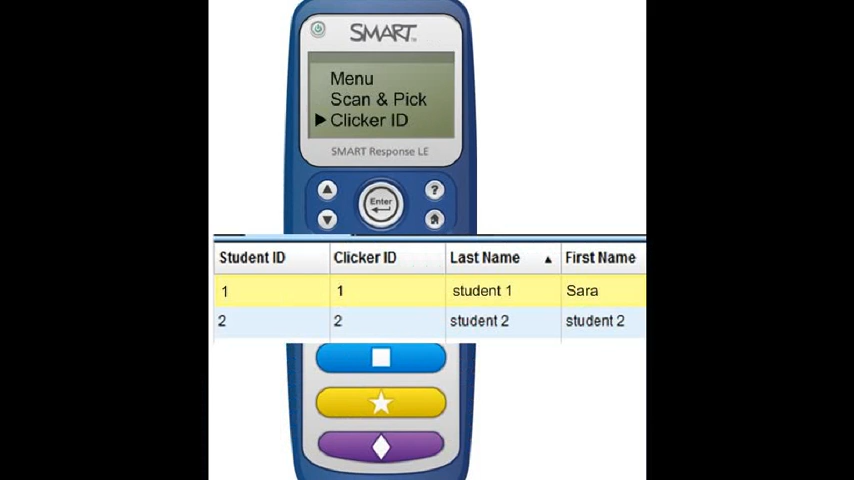 SMART™
Menu
Scan & Pick
▶Clicker ID
SMART Response LE
Enter
?
Student ID Clicker ID Last Name ▲ First Name
1 1 student 1 Sara
2 2 student 2 student 2